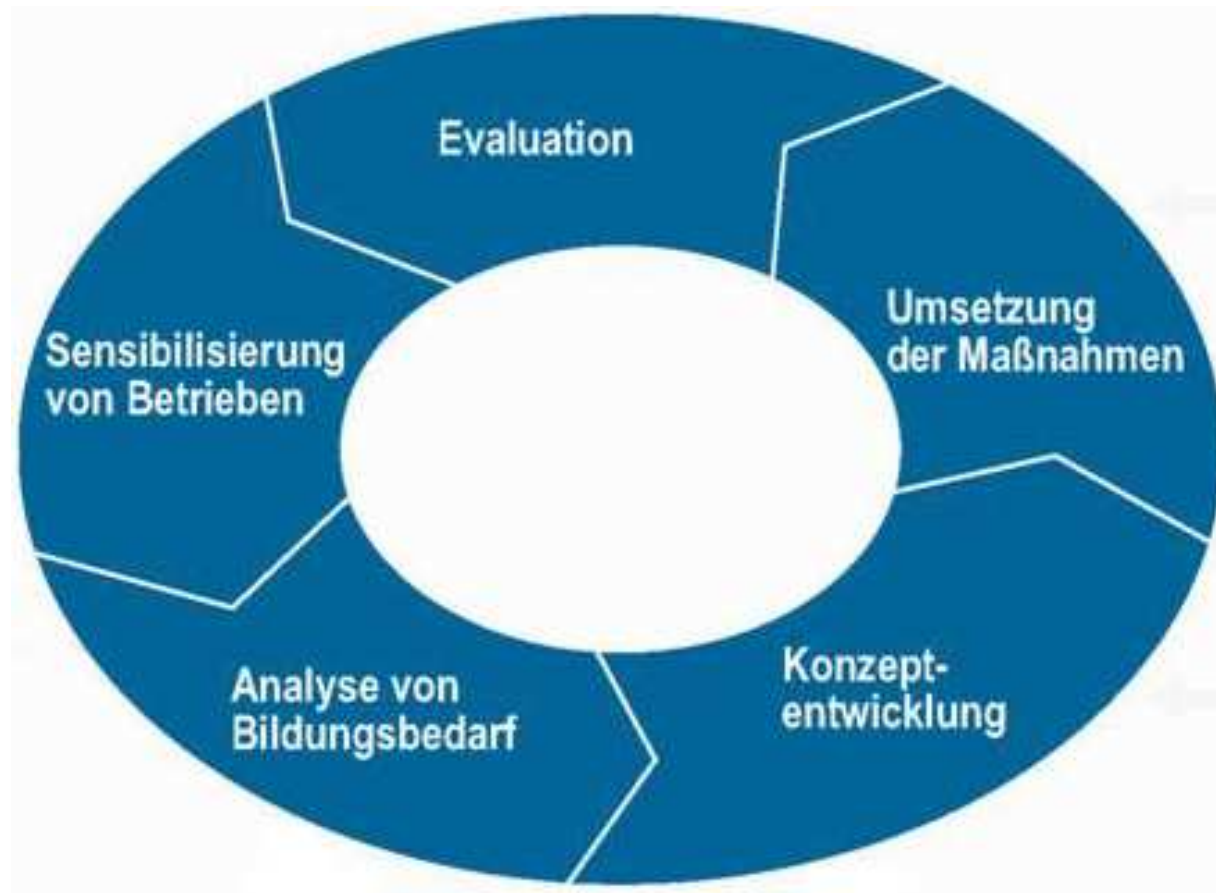 Evaluation
Umsetzung
der Maßnahmen
Sensibilisierung
von Betrieben
Konzept-
entwicklung
Analyse von
Bildungsbedarf